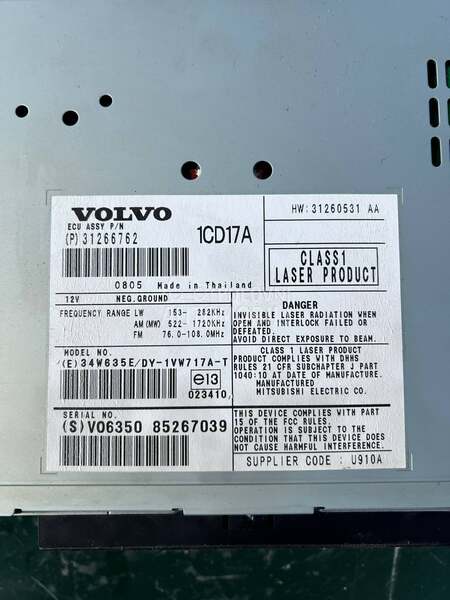 VOLVO
1CD17A
HW: 31260531 AA
ECU ASSY P/N
(P) 31266762
CLASS1
LASER PRODUCT
0805 Made in Thailand
12V NEG.GROUND
FREQUENCY RANGE LW 153- 282KHz
AM (MW) 522- 1720KHz
FM 76.0-108.0MHz
DANGER
INVISIBLE LASER RADIATION WHEN
OPEN AND INTERLOCK FAILED OR
DEFEATED.
AVOID DIRECT EXPOSURE TO BEAM.
MODEL NO.
(E) 34W635E/DY-1VW717A-T
e13
023410
CLASS 1 LASER PRODUCT
PRODUCT COMPLIES WITH DHHS
RULES 21 CFR SUBCHAPTER J PART
1040:10 AT DATE OF MANUFACTURE.
MANUFACTURED
MITSUBISHI ELECTRIC CO.
SERIAL NO.
(S) V06350 85267039
THIS DEVICE COMPLIES WITH PART
15 OF THE FCC RULES.
OPERATION IS SUBJECT TO THE
CONDITION THAT THIS DEVICE DOES
NOT CAUSE HARMFUL INTERFERENCE.
SUPPLIER CODE : U910A